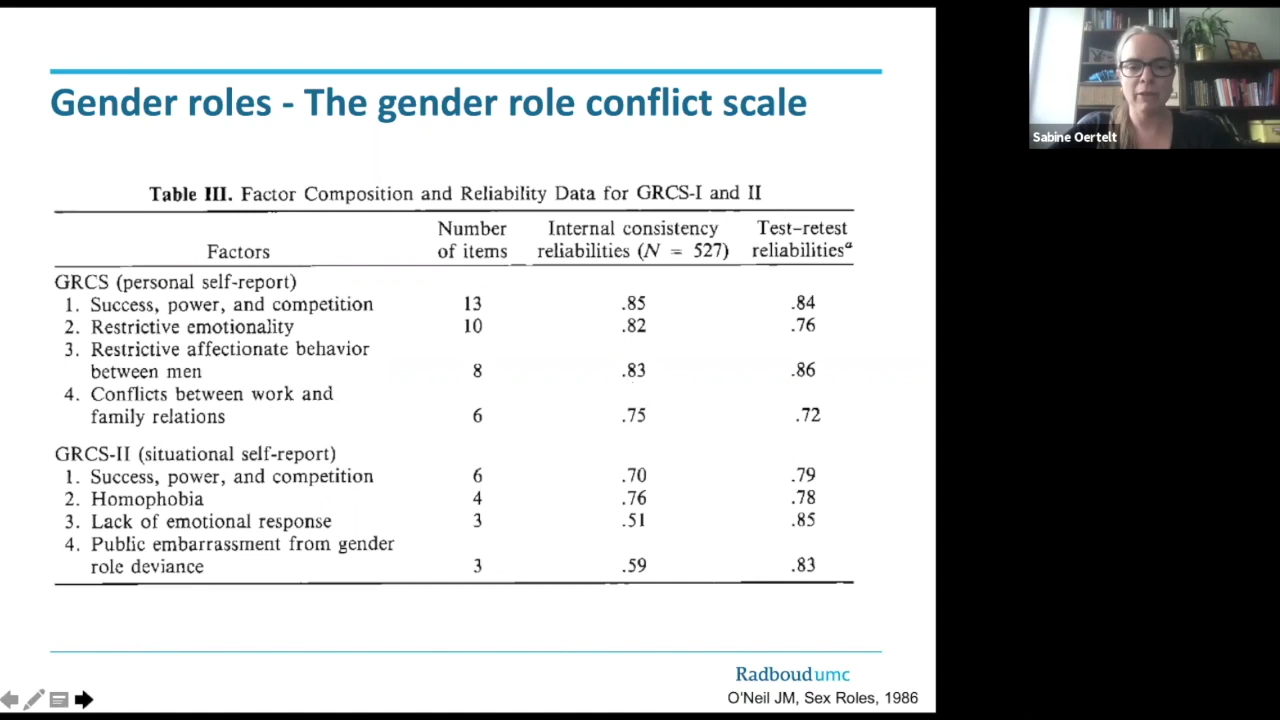 Gender roles - The gender role conflict scale
Sabine Oertelt
Table III. Factor Composition and Reliability Data for GRCS-I and II
Factors Number of items Internal consistency reliabilities (N = 527) Test–retest reliabilitiesᵃ
GRCS (personal self-report)
1. Success, power, and competition 13 .85 .84
2. Restrictive emotionality 10 .82 .76
3. Restrictive affectionate behavior
between men 8 .83 .86
4. Conflicts between work and
family relations 6 .75 .72
GRCS-II (situational self-report)
1. Success, power, and competition 6 .70 .79
2. Homophobia 4 .76 .78
3. Lack of emotional response 3 .51 .85
4. Public embarrassment from gender
role deviance 3 .59 .83
Radboudumc
O'Neil JM, Sex Roles, 1986